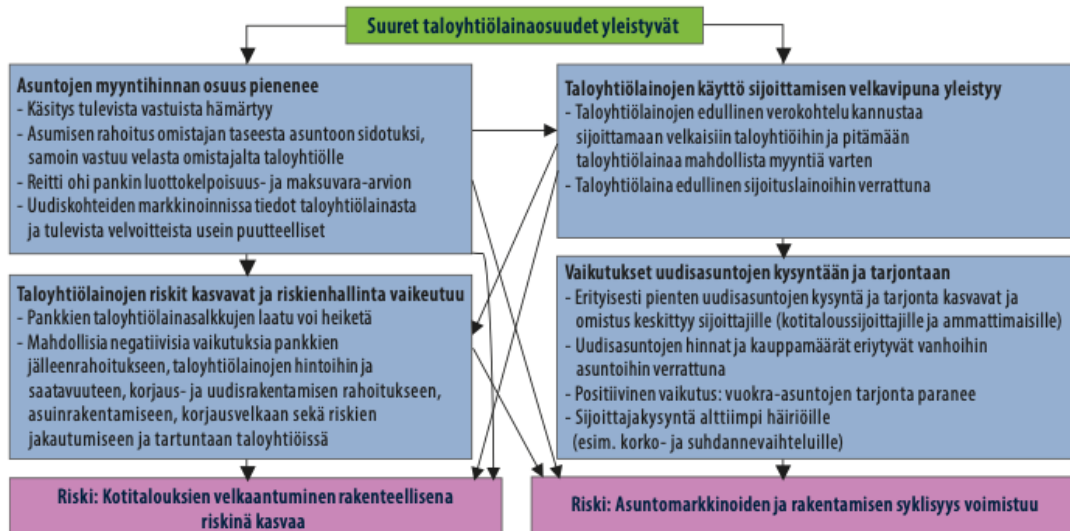 Suuret taloyhtiölainaosuudet yleistyvät
Asuntojen myyntihinnan osuus pienenee
- Käsitys tulevista vastuista hämärtyy
- Asumisen rahoitus omistajan taseesta asuntoon sidotuksi,
samoin vastuu velasta omistajalta taloyhtiölle
- Reitti ohi pankin luottokelpoisuus- ja maksuvara-arvion
- Uudiskohteiden markkinoinnissa tiedot taloyhtiölainasta
ja tulevista velvoitteista usein puutteelliset
Taloyhtiölainojen käyttö sijoittamisen velkavipuna yleistyy
- Taloyhtiölainojen edullinen verokohtelu kannustaa
sijoittamaan velkaisiin taloyhtiöihin ja pitämään
taloyhtiölainaa mahdollista myyntiä varten
- Taloyhtiölaina edullinen sijoituslainoihin verrattuna
Taloyhtiölainojen riskit kasvavat ja riskienhallinta vaikeutuu
- Pankkien taloyhtiölainasalkkujen laatu voi heiketä
- Mahdollisia negatiivisia vaikutuksia pankkien
jälleenrahoitukseen, taloyhtiölainojen hintoihin ja
saatavuuteen, korjaus- ja uudisrakentamisen rahoitukseen,
asuinrakentamiseen, korjausvelkaan sekä riskien
jakautumiseen ja tartuntaan taloyhtiöissä
Vaikutukset uudisasuntojen kysyntään ja tarjontaan
- Erityisesti pienten uudisasuntojen kysyntä ja tarjonta kasvavat ja
omistus keskittyy sijoittajille (kotitaloussijoittajille ja ammattimaisille)
- Uudisasuntojen hinnat ja kauppamäärät eriytyvät vanhoihin
asuntoihin verrattuna
- Positiivinen vaikutus: vuokra-asuntojen tarjonta paranee
- Sijoittajakysyntä alttiimpi häiriöille
(esim. korko- ja suhdannevaihteluille)
Riski: Kotitalouksien velkaantuminen rakenteellisena
riskinä kasvaa
Riski: Asuntomarkkinoiden ja rakentamisen syklisyys voimistuu